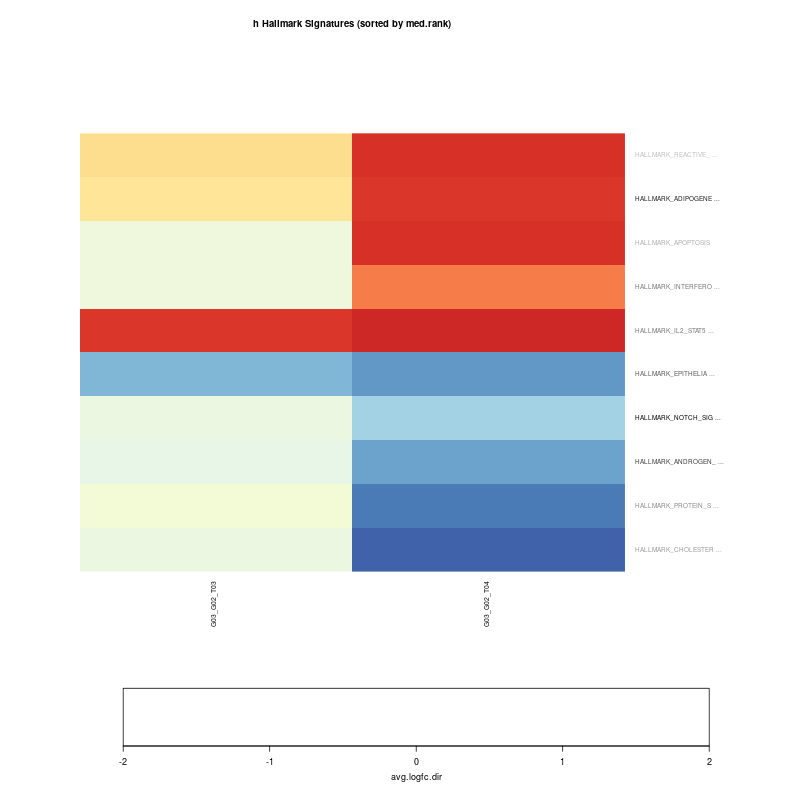 h Hallmark Signatures (sorted by med.rank)
HALLMARK_REACTIVE_ ...
HALLMARK_ADIPOGENE ...
HALLMARK_APOPTOSIS
HALLMARK_INTERFERO ...
HALLMARK_IL2_STAT5 ...
HALLMARK_EPITHELIA ...
HALLMARK_NOTCH_SIG ...
HALLMARK_ANDROGEN_ ...
HALLMARK_PROTEIN_S ...
HALLMARK_CHOLESTER ...
G03_G02_T03
G03_G02_T04
-2 -1 0 1 2
avg.logfc.dir